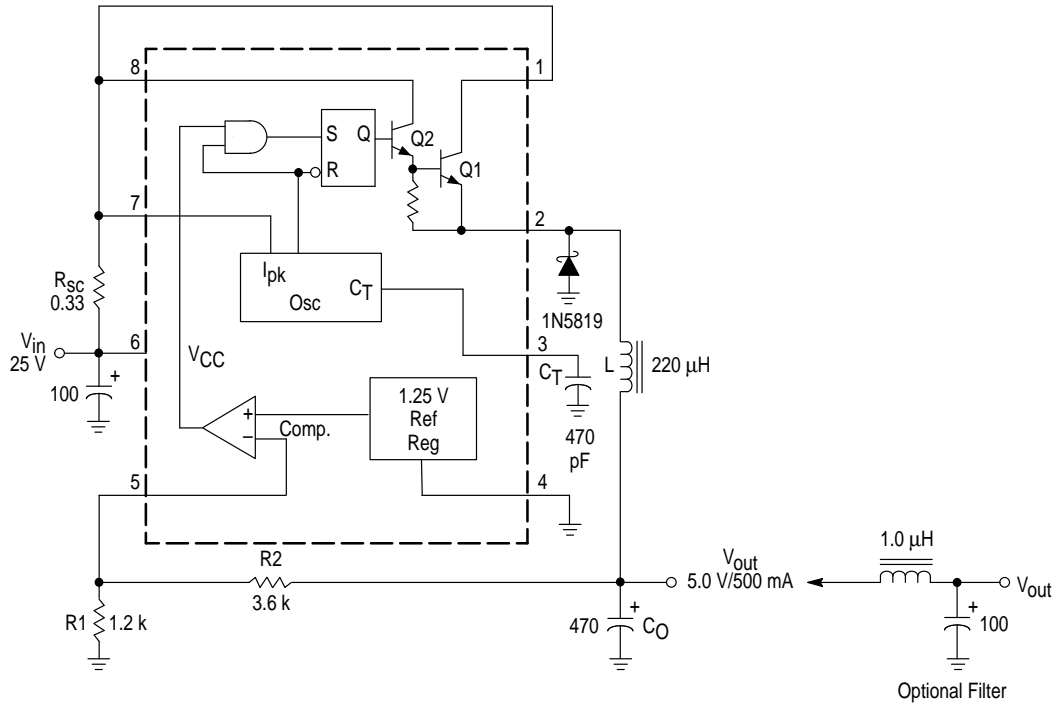 8
1
S
Q
Q2
R
Q1
7
2
Ipk
CT
Osc
Rsc
0.33
1N5819
Vin
25 V
6
VCC
3
CT
L
220 µH
100
+
470
pF
1.25 V
Ref
Reg
+
−
Comp.
5
4
R2
3.6 k
R1
1.2 k
Vout
5.0 V/500 mA
1.0 µH
Vout
470
+
CO
+
100
Optional Filter